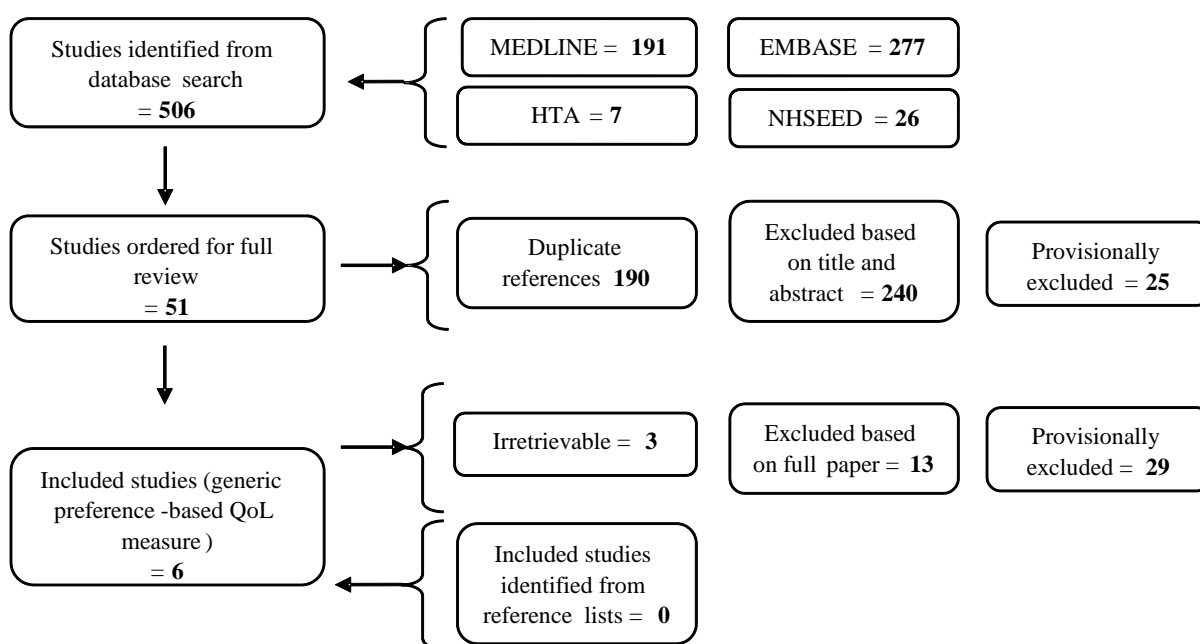 Studies identified from
database search
= 506
MEDLINE = 191
EMBASE = 277
HTA = 7
NHSEED = 26
Studies ordered for full
review
= 51
Duplicate
references 190
Excluded based
on title and
abstract = 240
Provisionally
excluded = 25
Included studies (generic
preference -based QoL
measure )
= 6
Irretrievable = 3
Excluded based
on full paper = 13
Provisionally
excluded = 29
Included studies
identified from
reference lists = 0